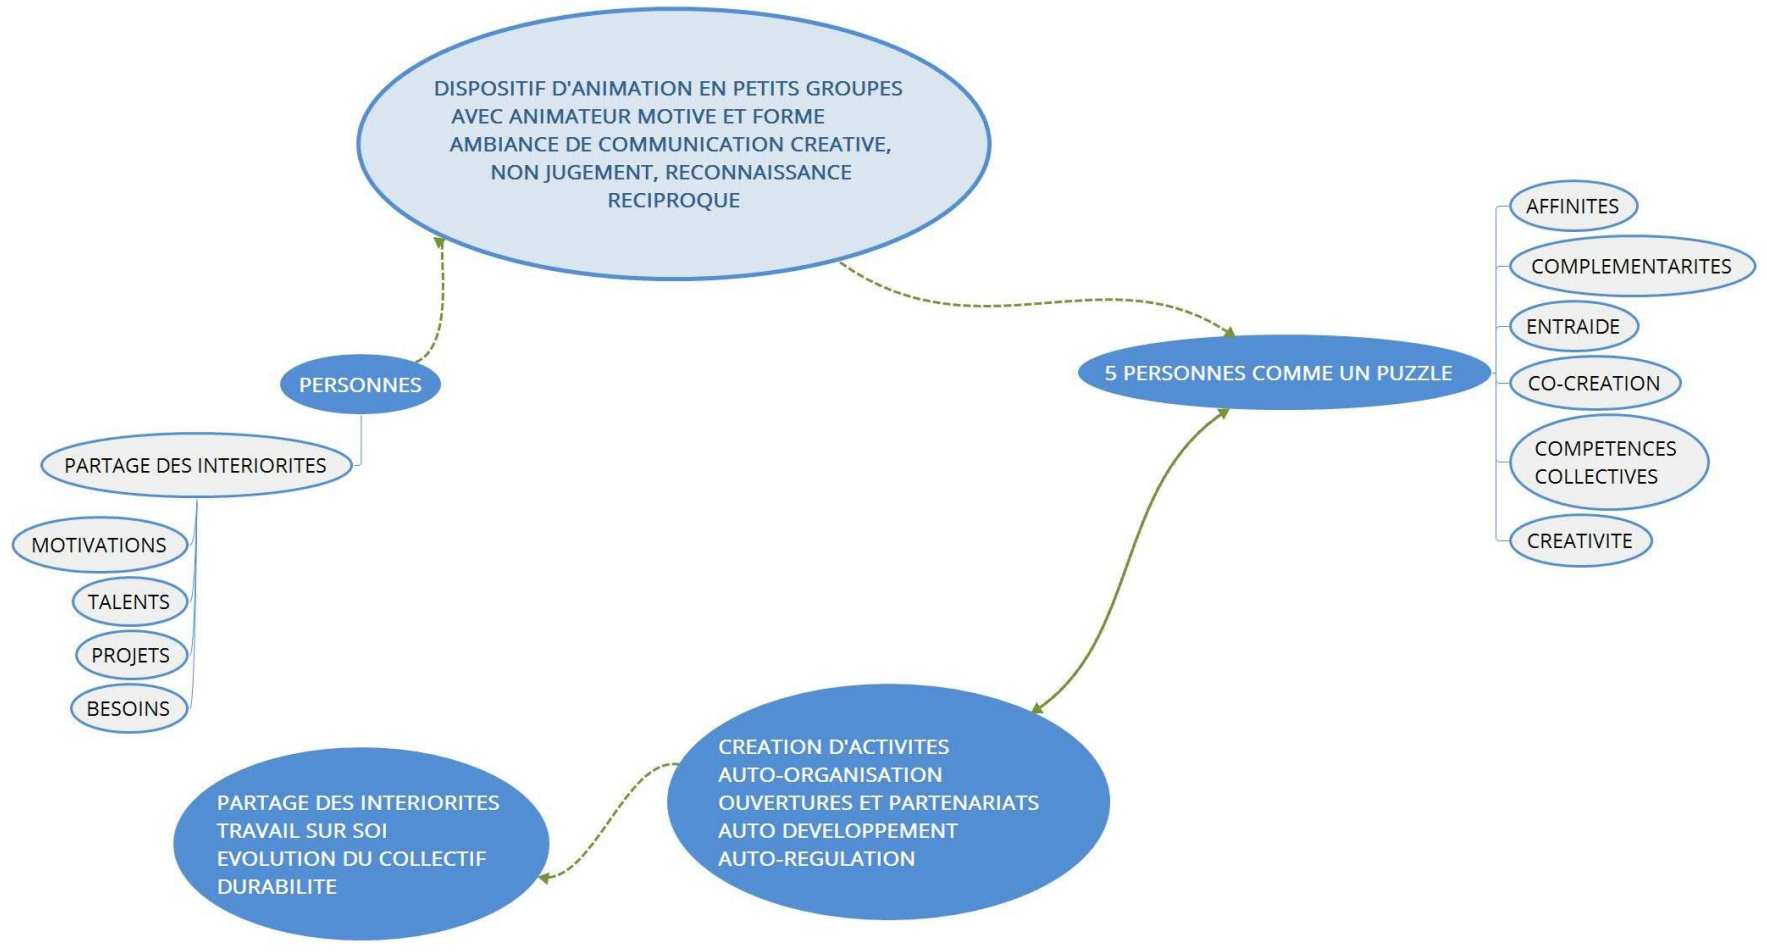 DISPOSITIF D'ANIMATION EN PETITS GROUPES
AVEC ANIMATEUR MOTIVE ET FORME
AMBIANCE DE COMMUNICATION CREATIVE,
NON JUGEMENT, RECONNAISSANCE
RECIPROQUE
PERSONNES
PARTAGE DES INTERIORITES
MOTIVATIONS
TALENTS
PROJETS
BESOINS
5 PERSONNES COMME UN PUZZLE
AFFINITES
COMPLEMENTARITES
ENTRAIDE
CO-CREATION
COMPETENCES
COLLECTIVES
CREATIVITE
CREATION D'ACTIVITES
AUTO-ORGANISATION
OUVERTURES ET PARTENARIATS
AUTO DEVELOPPEMENT
AUTO-REGULATION
PARTAGE DES INTERIORITES
TRAVAIL SUR SOI
EVOLUTION DU COLLECTIF
DURABILITE